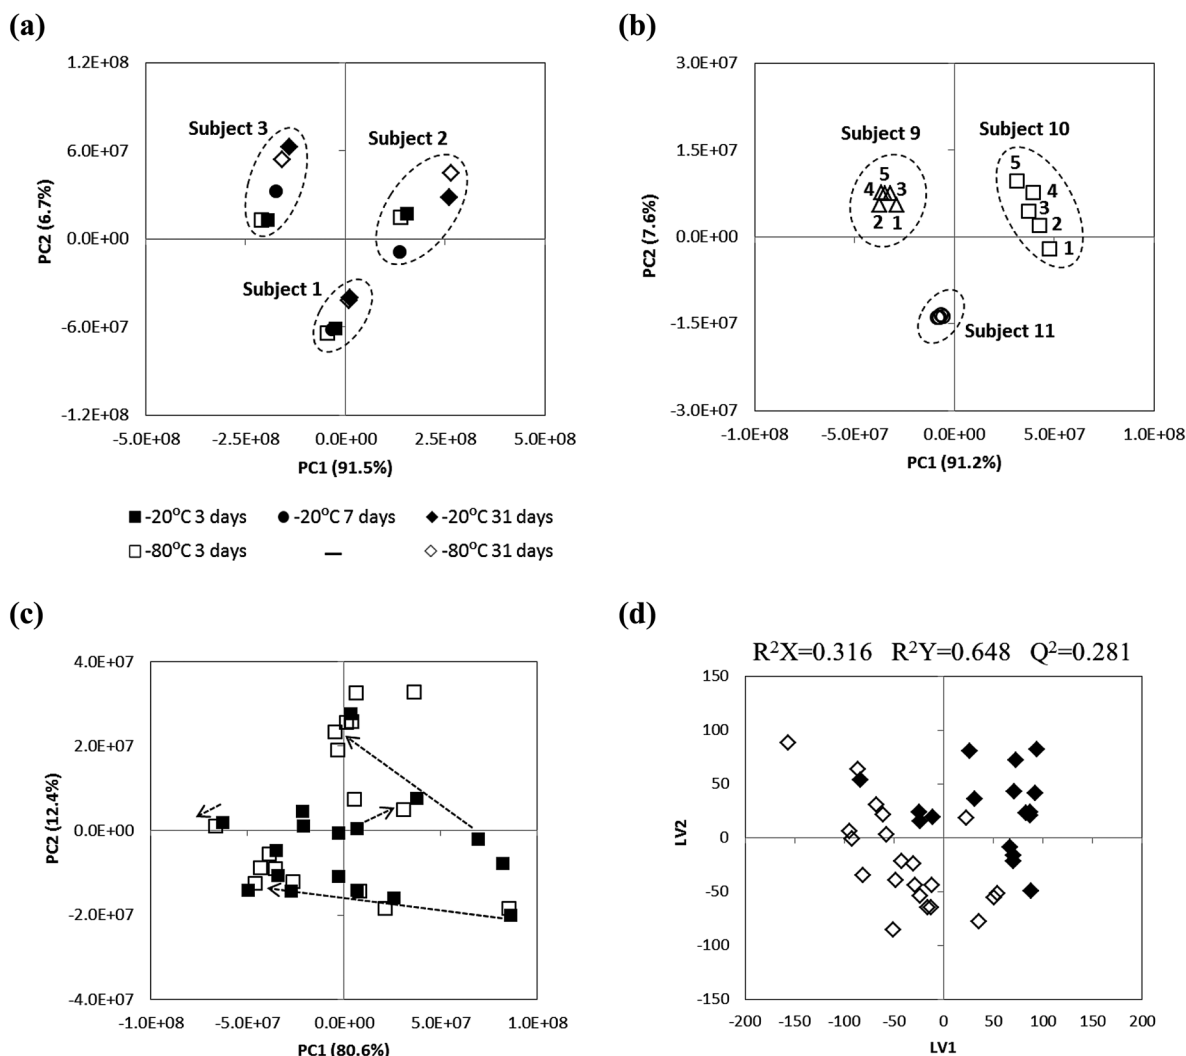 (a)
1.2E+08
6.0E+07
0.0E+00
-6.0E+07
-1.2E+08
PC2 (6.7%)
Subject 3
Subject 2
Subject 1
-5.0E+08
-2.5E+08
0.0E+00
2.5E+08
5.0E+08
PC1 (91.5%)
-20°C 3 days
-20°C 7 days
-20°C 31 days
-80°C 3 days
-80°C 31 days
(b)
3.0E+07
1.5E+07
0.0E+00
-1.5E+07
-3.0E+07
PC2 (7.6%)
Subject 9
5
4
3
2
1
Subject 10
5
4
3
2
1
Subject 11
-1.0E+08
-5.0E+07
0.0E+00
5.0E+07
1.0E+08
PC1 (91.2%)
(c)
4.0E+07
2.0E+07
0.0E+00
-2.0E+07
-4.0E+07
PC2 (12.4%)
-1.0E+08
-5.0E+07
0.0E+00
5.0E+07
1.0E+08
PC1 (80.6%)
(d)
R²X=0.316 R²Y=0.648 Q²=0.281
150
100
50
0
-50
-100
-150
LV2
-200
-150
-100
-50
0
50
100
150
200
LV1